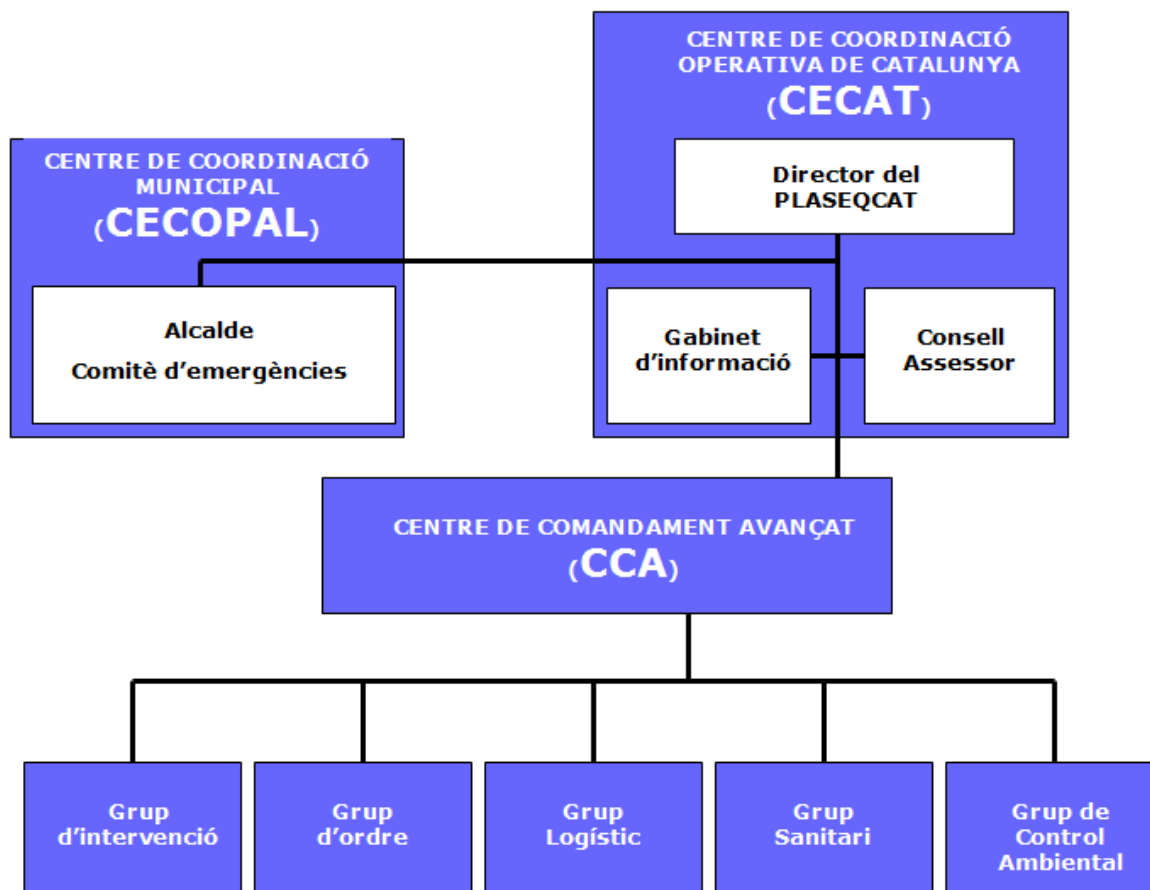 CENTRE DE COORDINACIÓ
OPERATIVA DE CATALUNYA
(CECAT)
Director del
PLASEQCAT
CENTRE DE COORDINACIÓ
MUNICIPAL
(CECOPAL)
Alcalde
Comitè d’emergències
Gabinet
d’informació
Consell
Assessor
CENTRE DE COMANDAMENT AVANÇAT
(CCA)
Grup
d’intervenció
Grup
d’ordre
Grup
Logístic
Grup
Sanitari
Grup de
Control
Ambiental